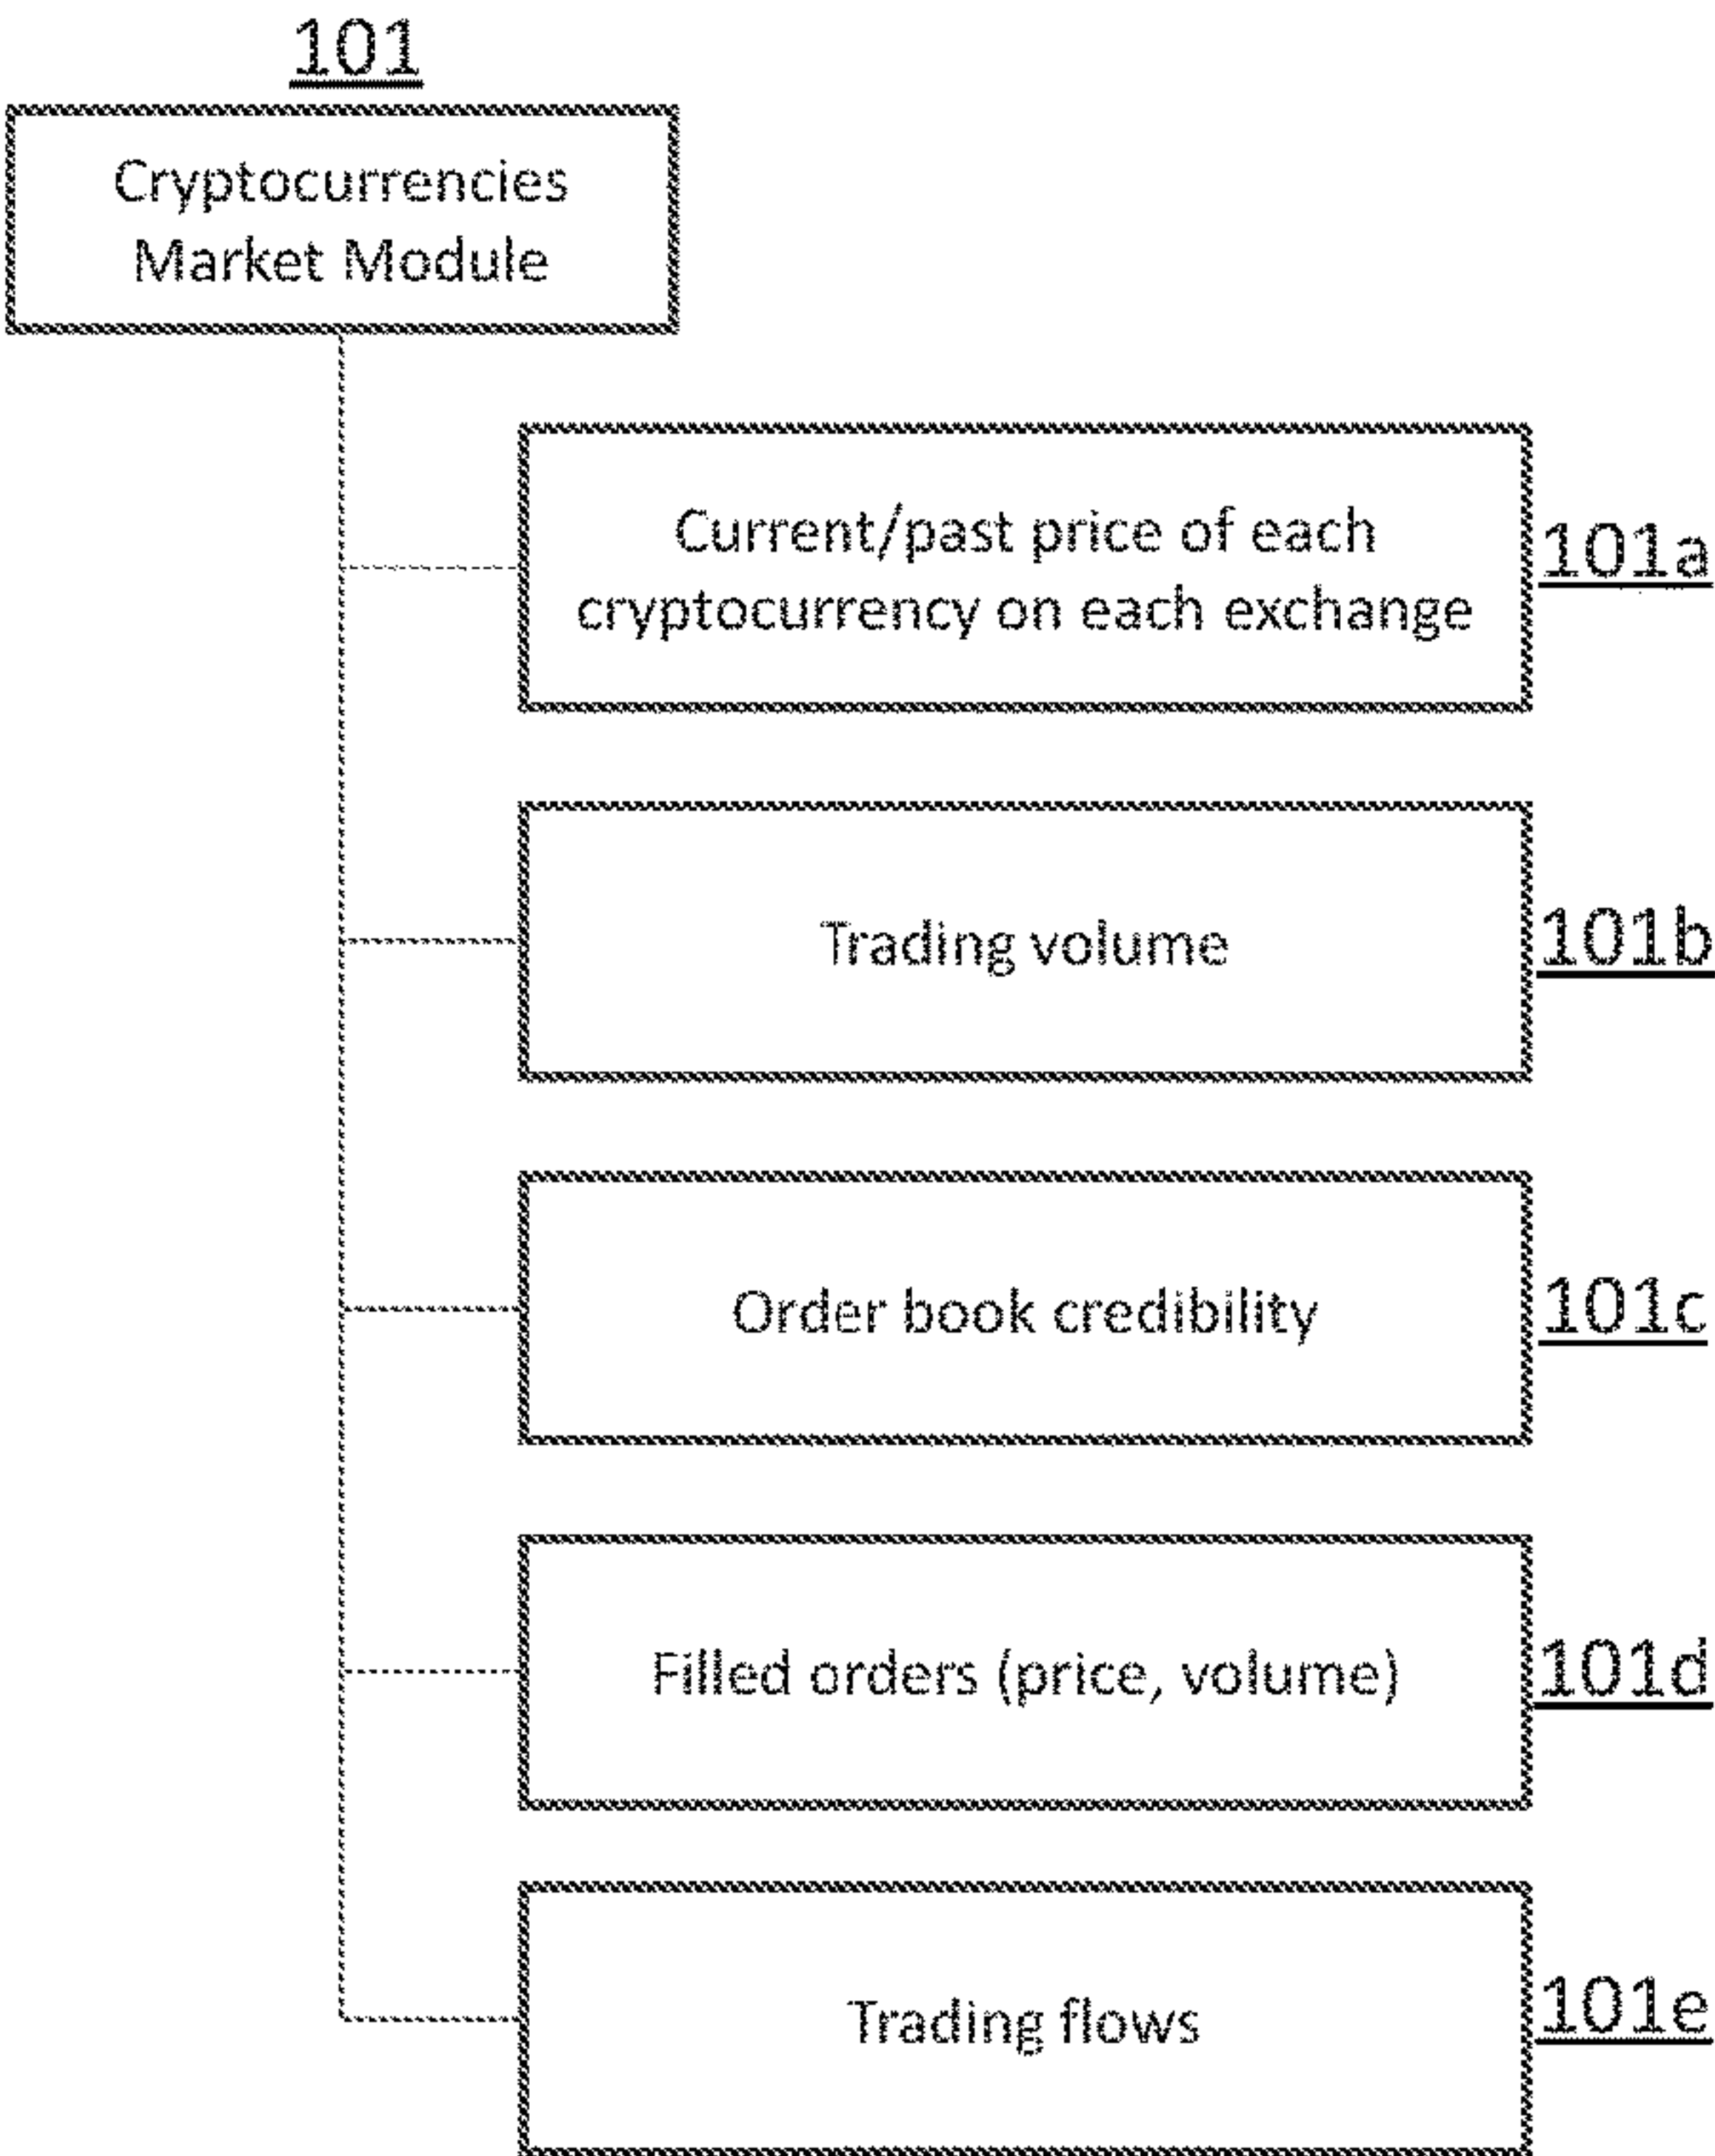 101
Cryptocurrencies
Market Module
Current/past price of each
cryptocurrency on each exchange
101a
Trading volume
101b
Order book credibility
101c
Filled orders (price, volume)
101d
Trading flows
101e